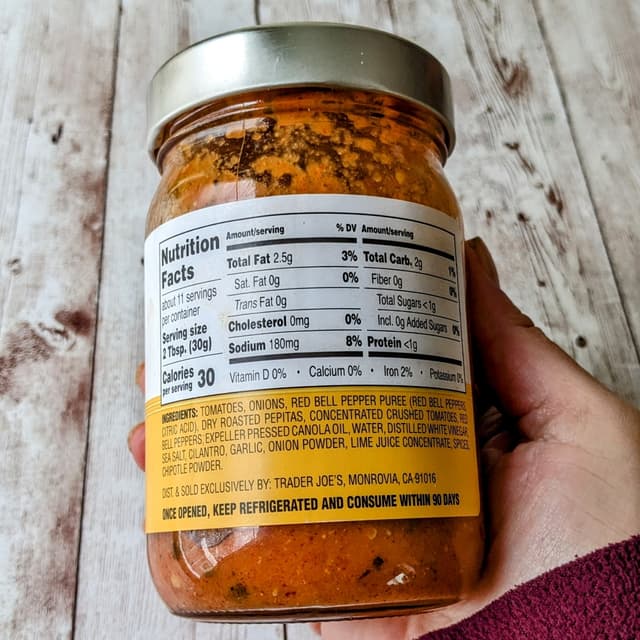 Nutrition Facts
about 11 servings
per container
Serving size
2 Tbsp. (30g)
Calories
per serving 30
Amount/serving % DV
Total Fat 2.5g 3%
Sat. Fat 0g 0%
Trans Fat 0g
Cholesterol 0mg 0%
Sodium 180mg 8%
Amount/serving
Total Carb. 2g 1%
Fiber 0g 0%
Total Sugars <1g
Incl. 0g Added Sugars 0%
Protein <1g
Vitamin D 0% • Calcium 0% • Iron 2% • Potassium 0%
INGREDIENTS: TOMATOES, ONIONS, RED BELL PEPPER PUREE (RED BELL PEPPERS,
CITRIC ACID), DRY ROASTED PEPITAS, CONCENTRATED CRUSHED TOMATOES, RED
BELL PEPPERS, EXPELLER PRESSED CANOLA OIL, WATER, DISTILLED WHITE VINEGAR,
SEA SALT, CILANTRO, GARLIC, ONION POWDER, LIME JUICE CONCENTRATE, SPICES,
CHIPOTLE POWDER.
DIST. & SOLD EXCLUSIVELY BY: TRADER JOE'S, MONROVIA, CA 91016
ONCE OPENED, KEEP REFRIGERATED AND CONSUME WITHIN 90 DAYS